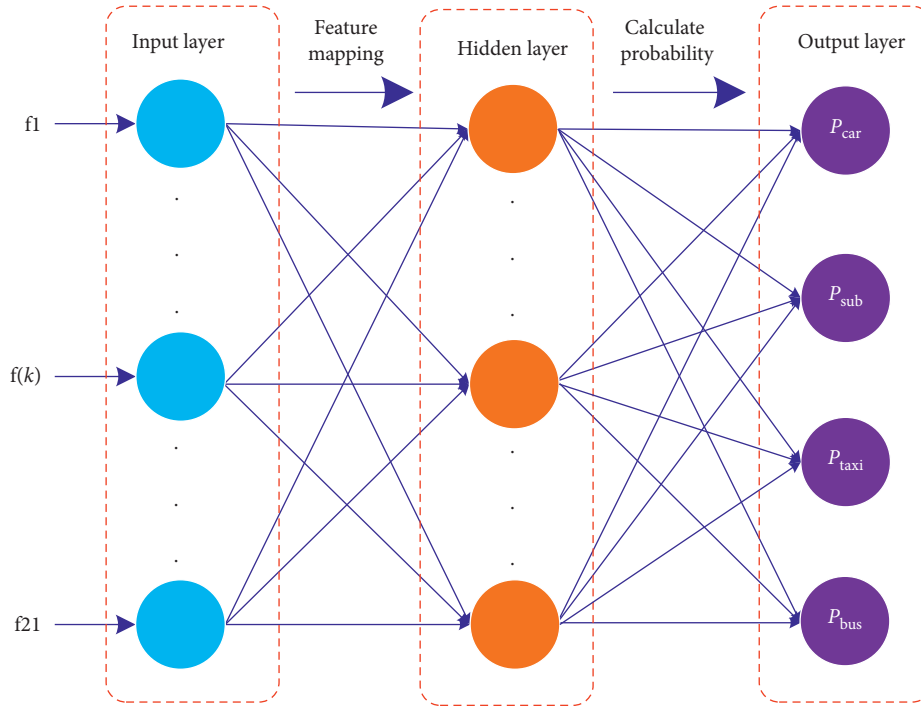 Input layer
Feature
mapping
Hidden layer
Calculate
probability
Output layer
f1
f(k)
f21
Pcar
Psub
Ptaxi
Pbus